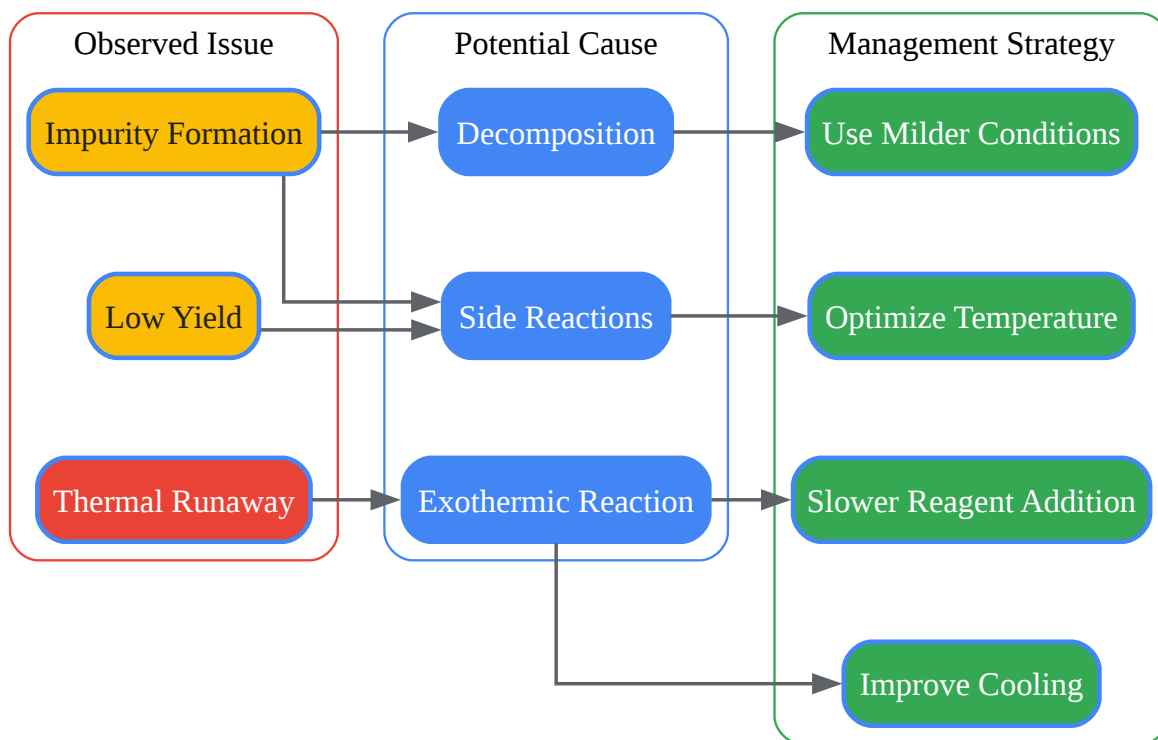 Observed Issue
Potential Cause
Management Strategy
Impurity Formation
Decomposition
Use Milder Conditions
Low Yield
Side Reactions
Optimize Temperature
Thermal Runaway
Exothermic Reaction
Slower Reagent Addition
Improve Cooling